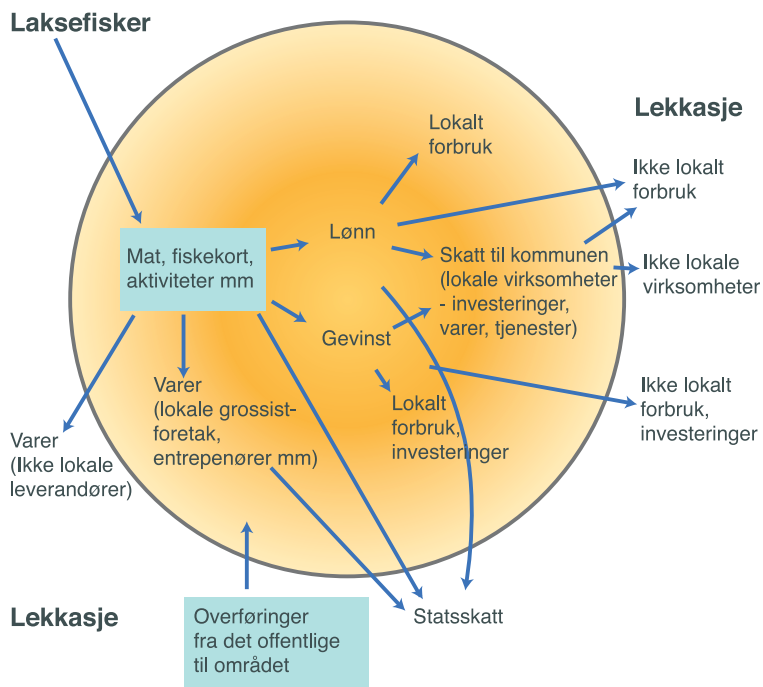 Laksefisker
Lekkasje
Lokalt
forbruk
Ikke lokalt
forbruk
Lønn
Mat, fiskekort,
aktiviteter mm
Skatt til kommunen
(lokale virksomheter
- investeringer,
varer, tjenester)
Ikke lokale
virksomheter
Gevinst
Varer
(lokale grossist-
foretak,
entrepenører mm)
Lokalt
forbruk,
investeringer
Ikke lokalt
forbruk,
investeringer
Varer
(Ikke lokale
leverandører)
Lekkasje
Overføringer
fra det offentlige
til området
Statsskatt